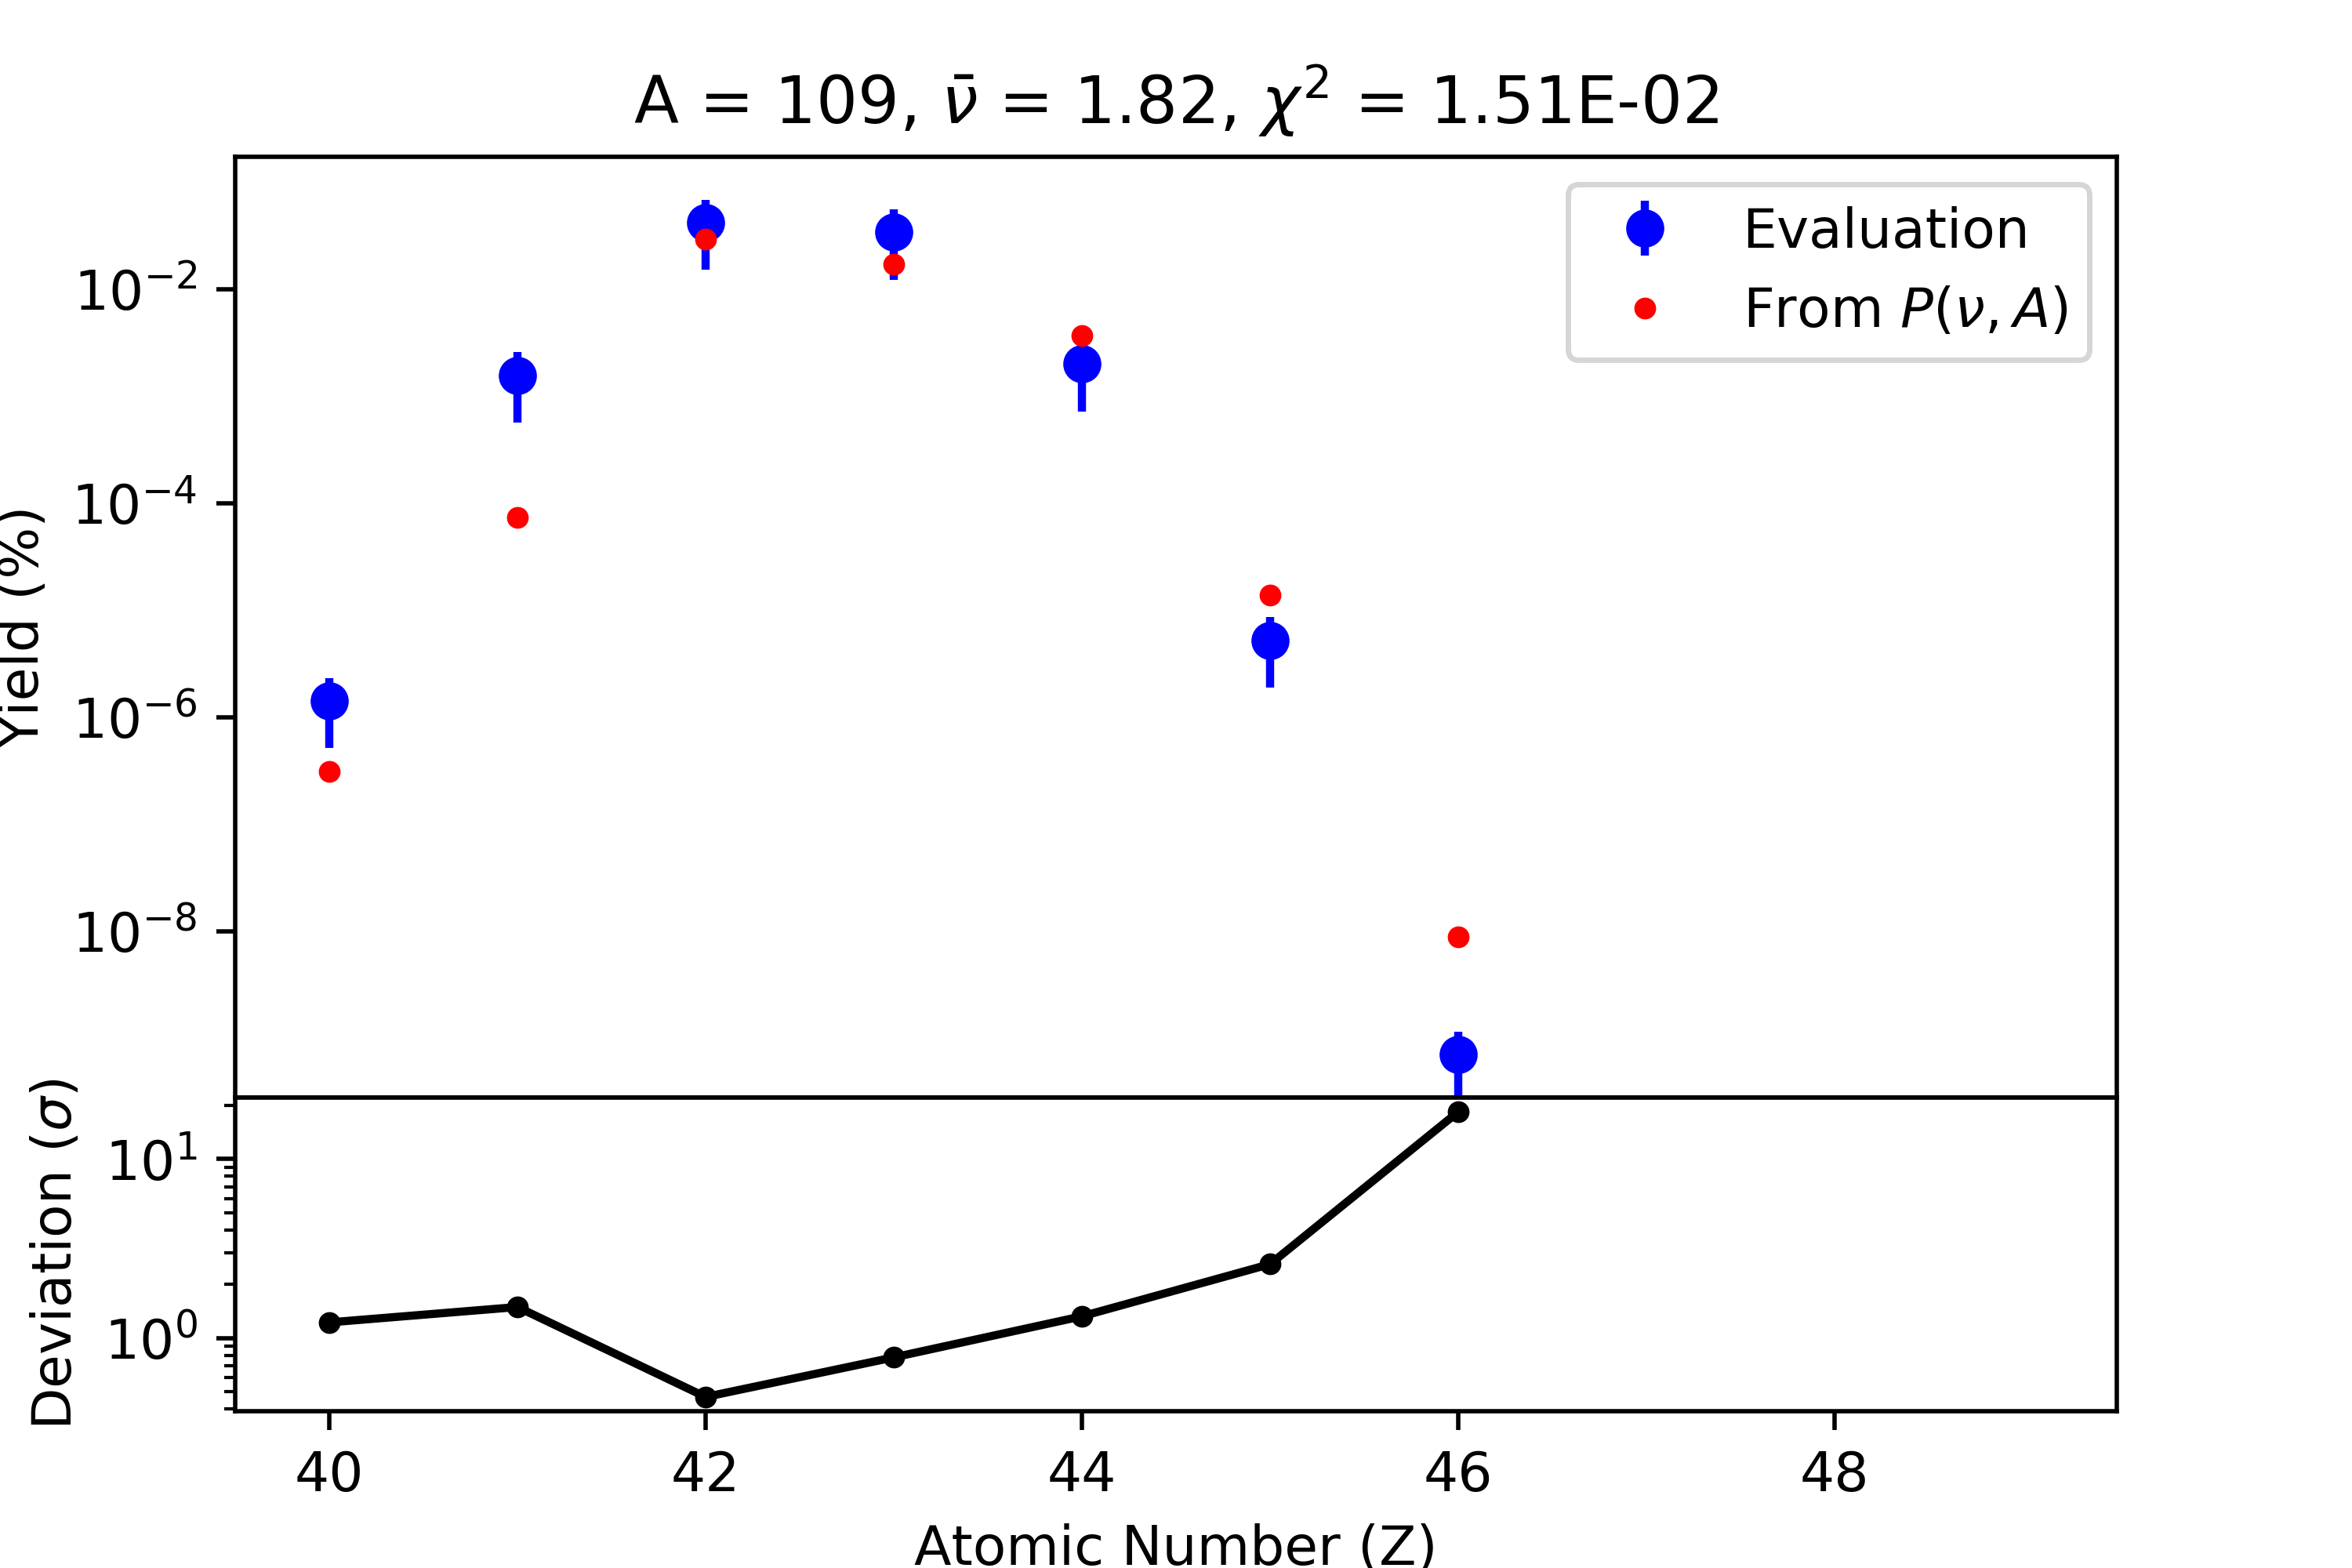 A = 109, ν̄ = 1.82, χ² = 1.51E-02
Evaluation
From P(ν, A)
Yield (%)
10⁻²
10⁻⁴
10⁻⁶
10⁻⁸
Deviation (σ)
10¹
10⁰
40 42 44 46 48
Atomic Number (Z)